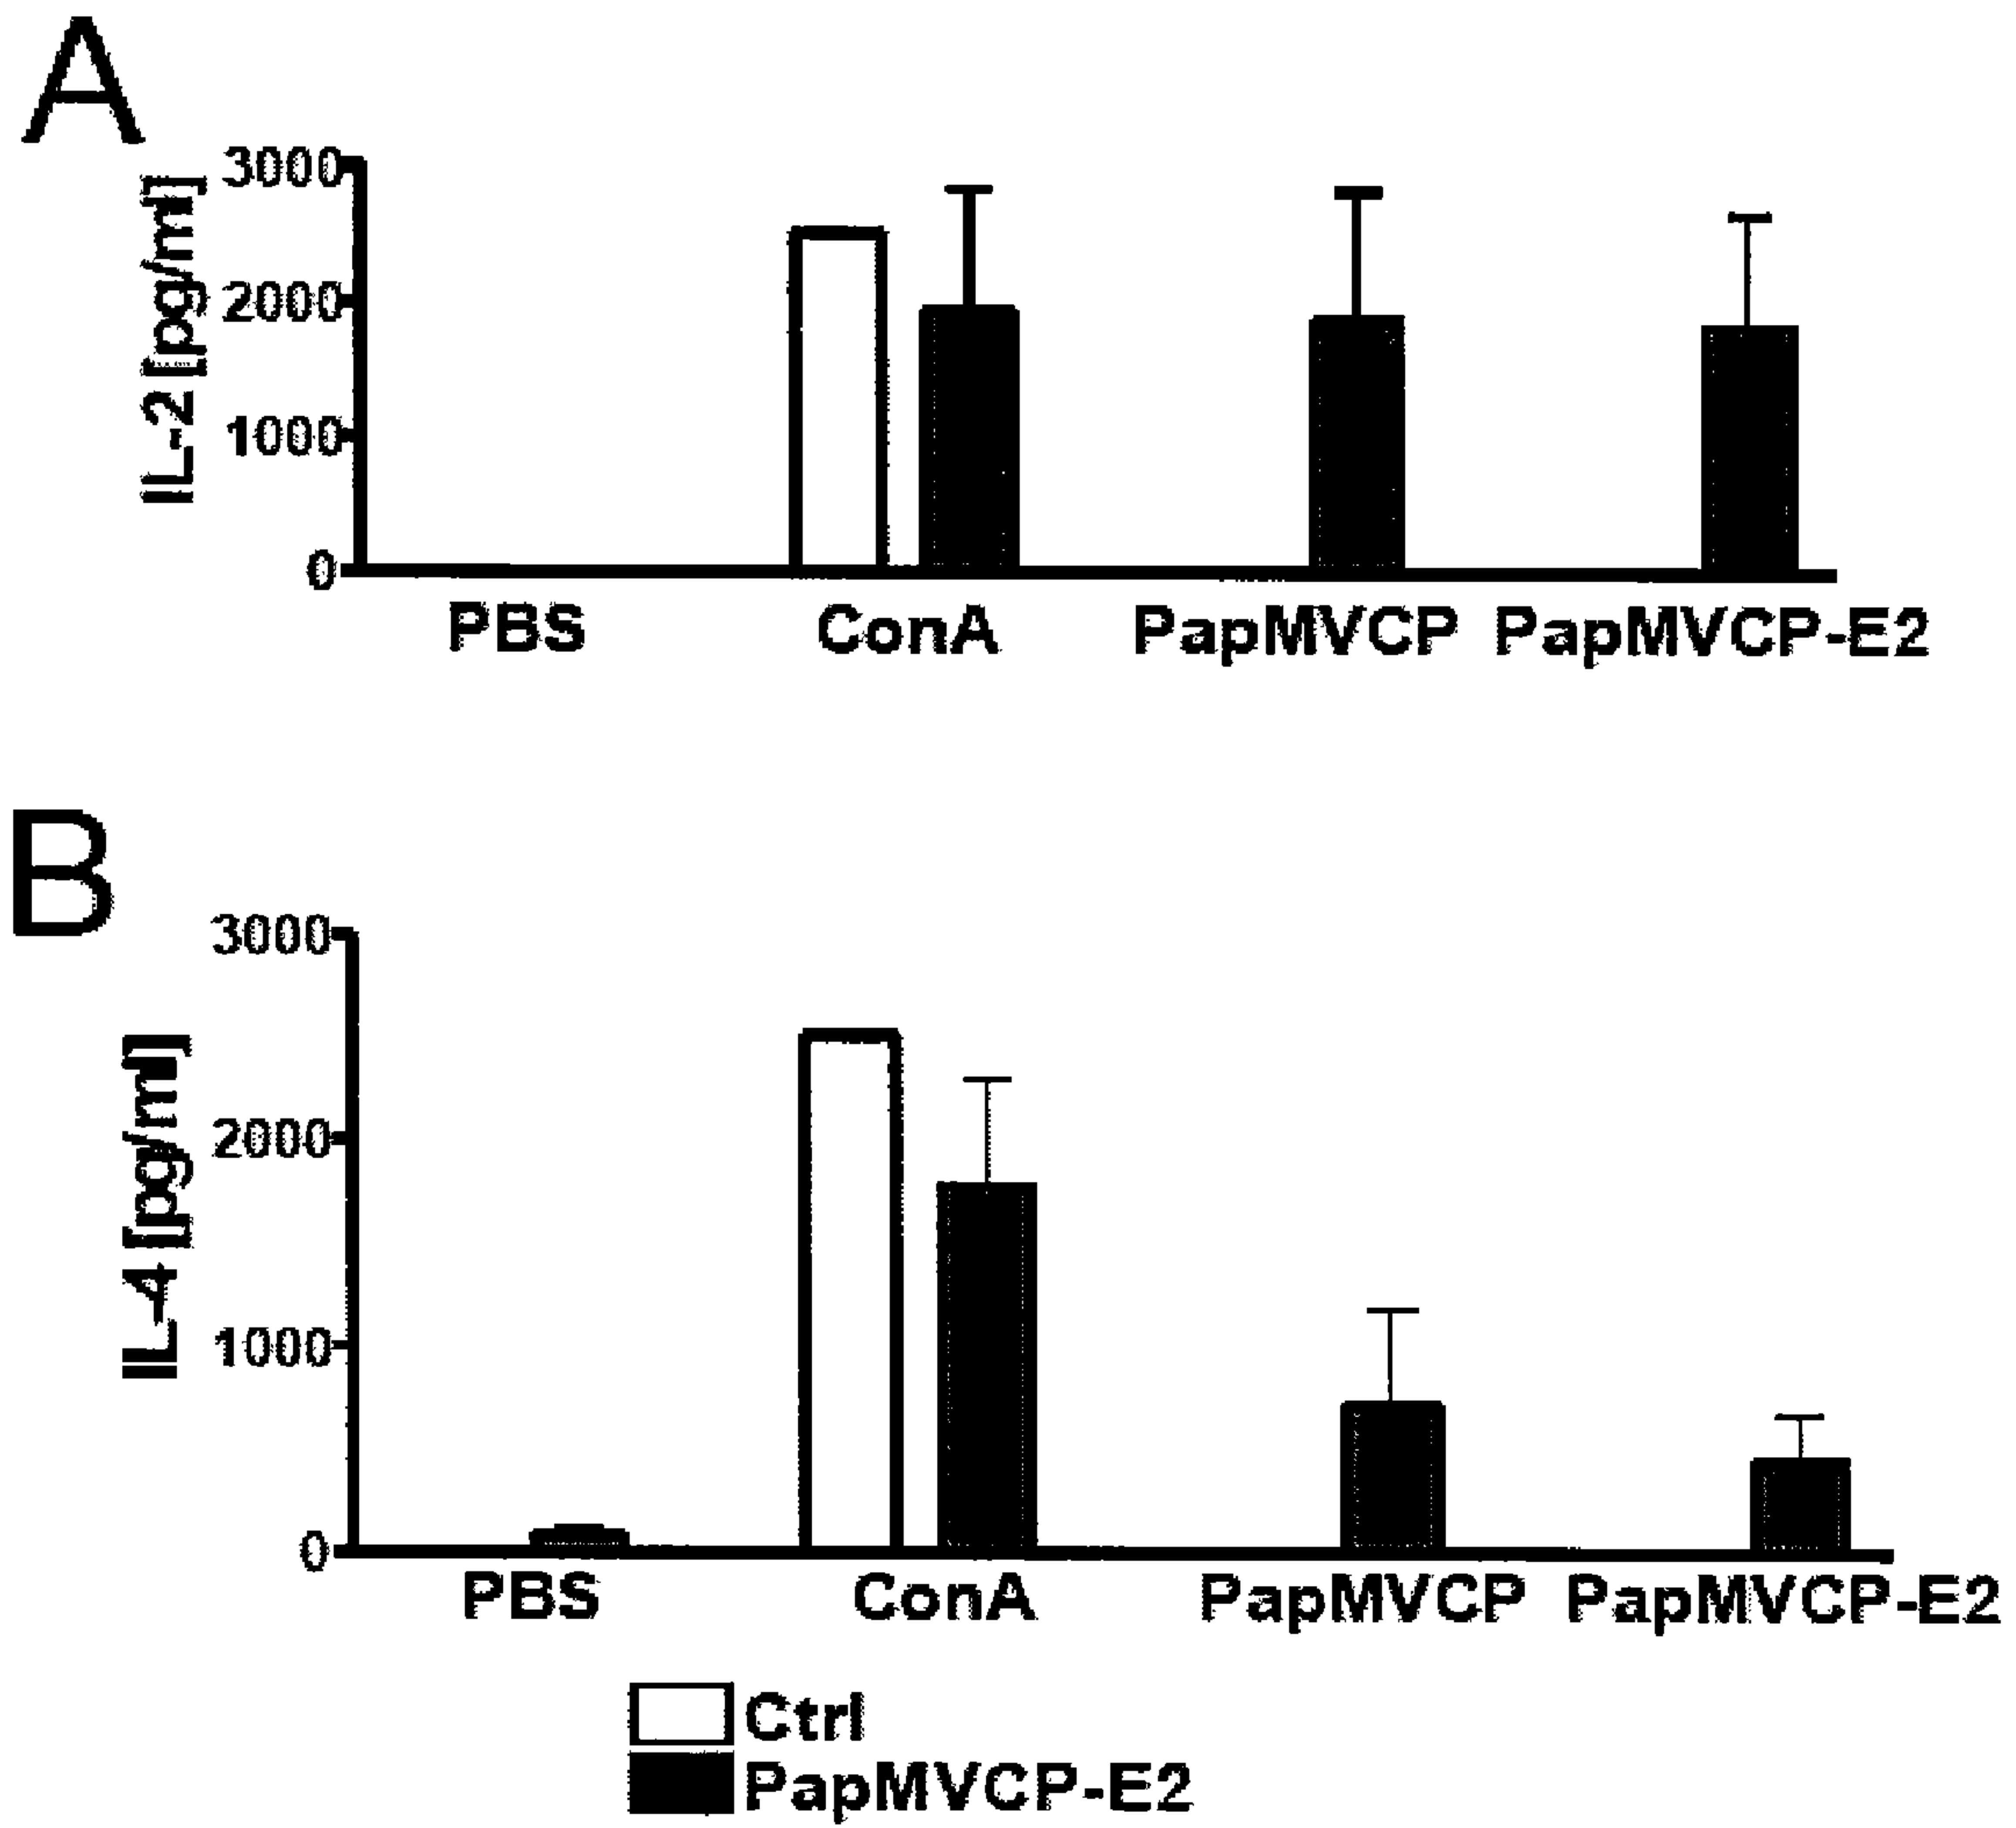 A
IL-2 [pg/ml]
3000
2000
1000
0
PBS ConA PapMVCP PapMVCP-E2
B
IL-4 [pg/ml]
3000
2000
1000
0
PBS ConA PapMVCP PapMVCP-E2
Ctrl
PapMVCP-E2